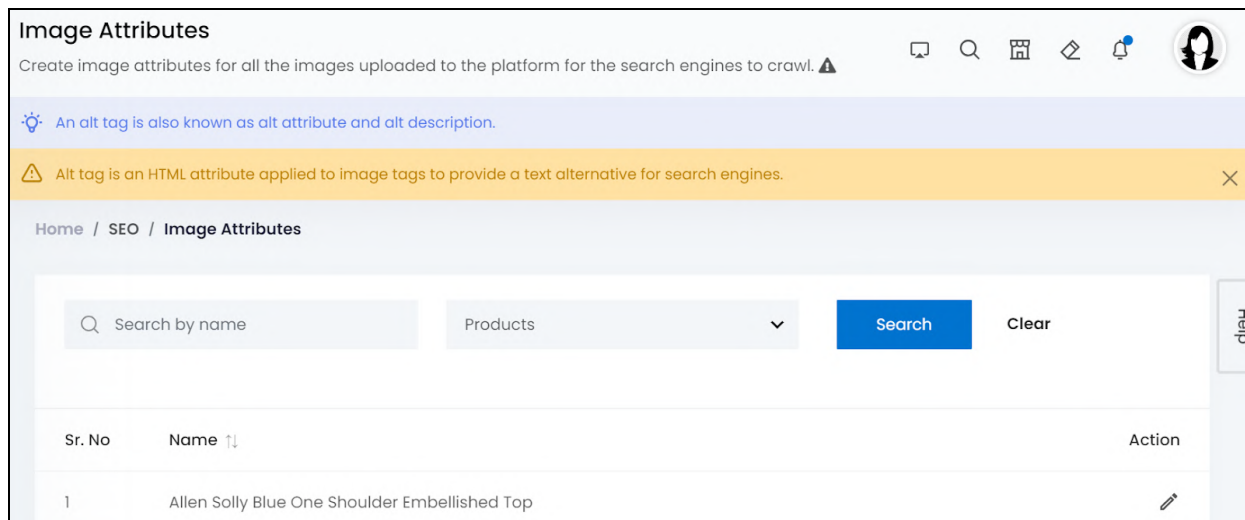 Image Attributes
Create image attributes for all the images uploaded to the platform for the search engines to crawl.
An alt tag is also known as alt attribute and alt description.
Alt tag is an HTML attribute applied to image tags to provide a text alternative for search engines.
Home / SEO / Image Attributes
Search by name
Products
Search
Clear
Help
Sr. No
Name
Action
1
Allen Solly Blue One Shoulder Embellished Top